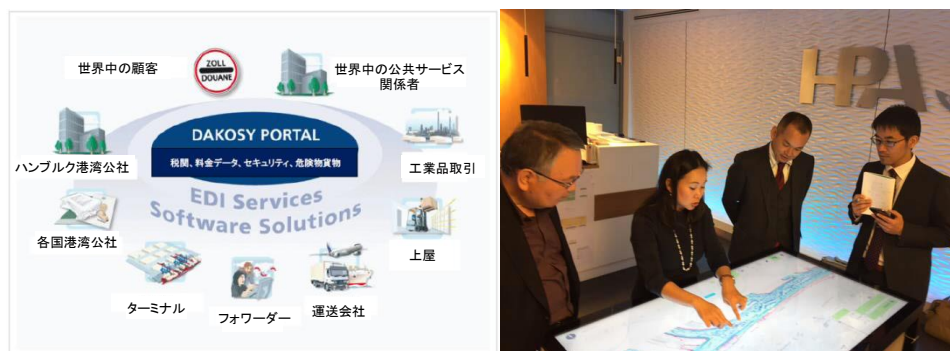 世界中の顧客
ZOLL
DOUANE
世界中の公共サービス
関係者
DAKOSY PORTAL
税関、料金データ、セキュリティ、危険物貨物
ハンブルク港湾公社
工業品取引
EDI Services
Software Solutions
各国港湾公社
上屋
ターミナル
フォワーダー
運送会社
HPA